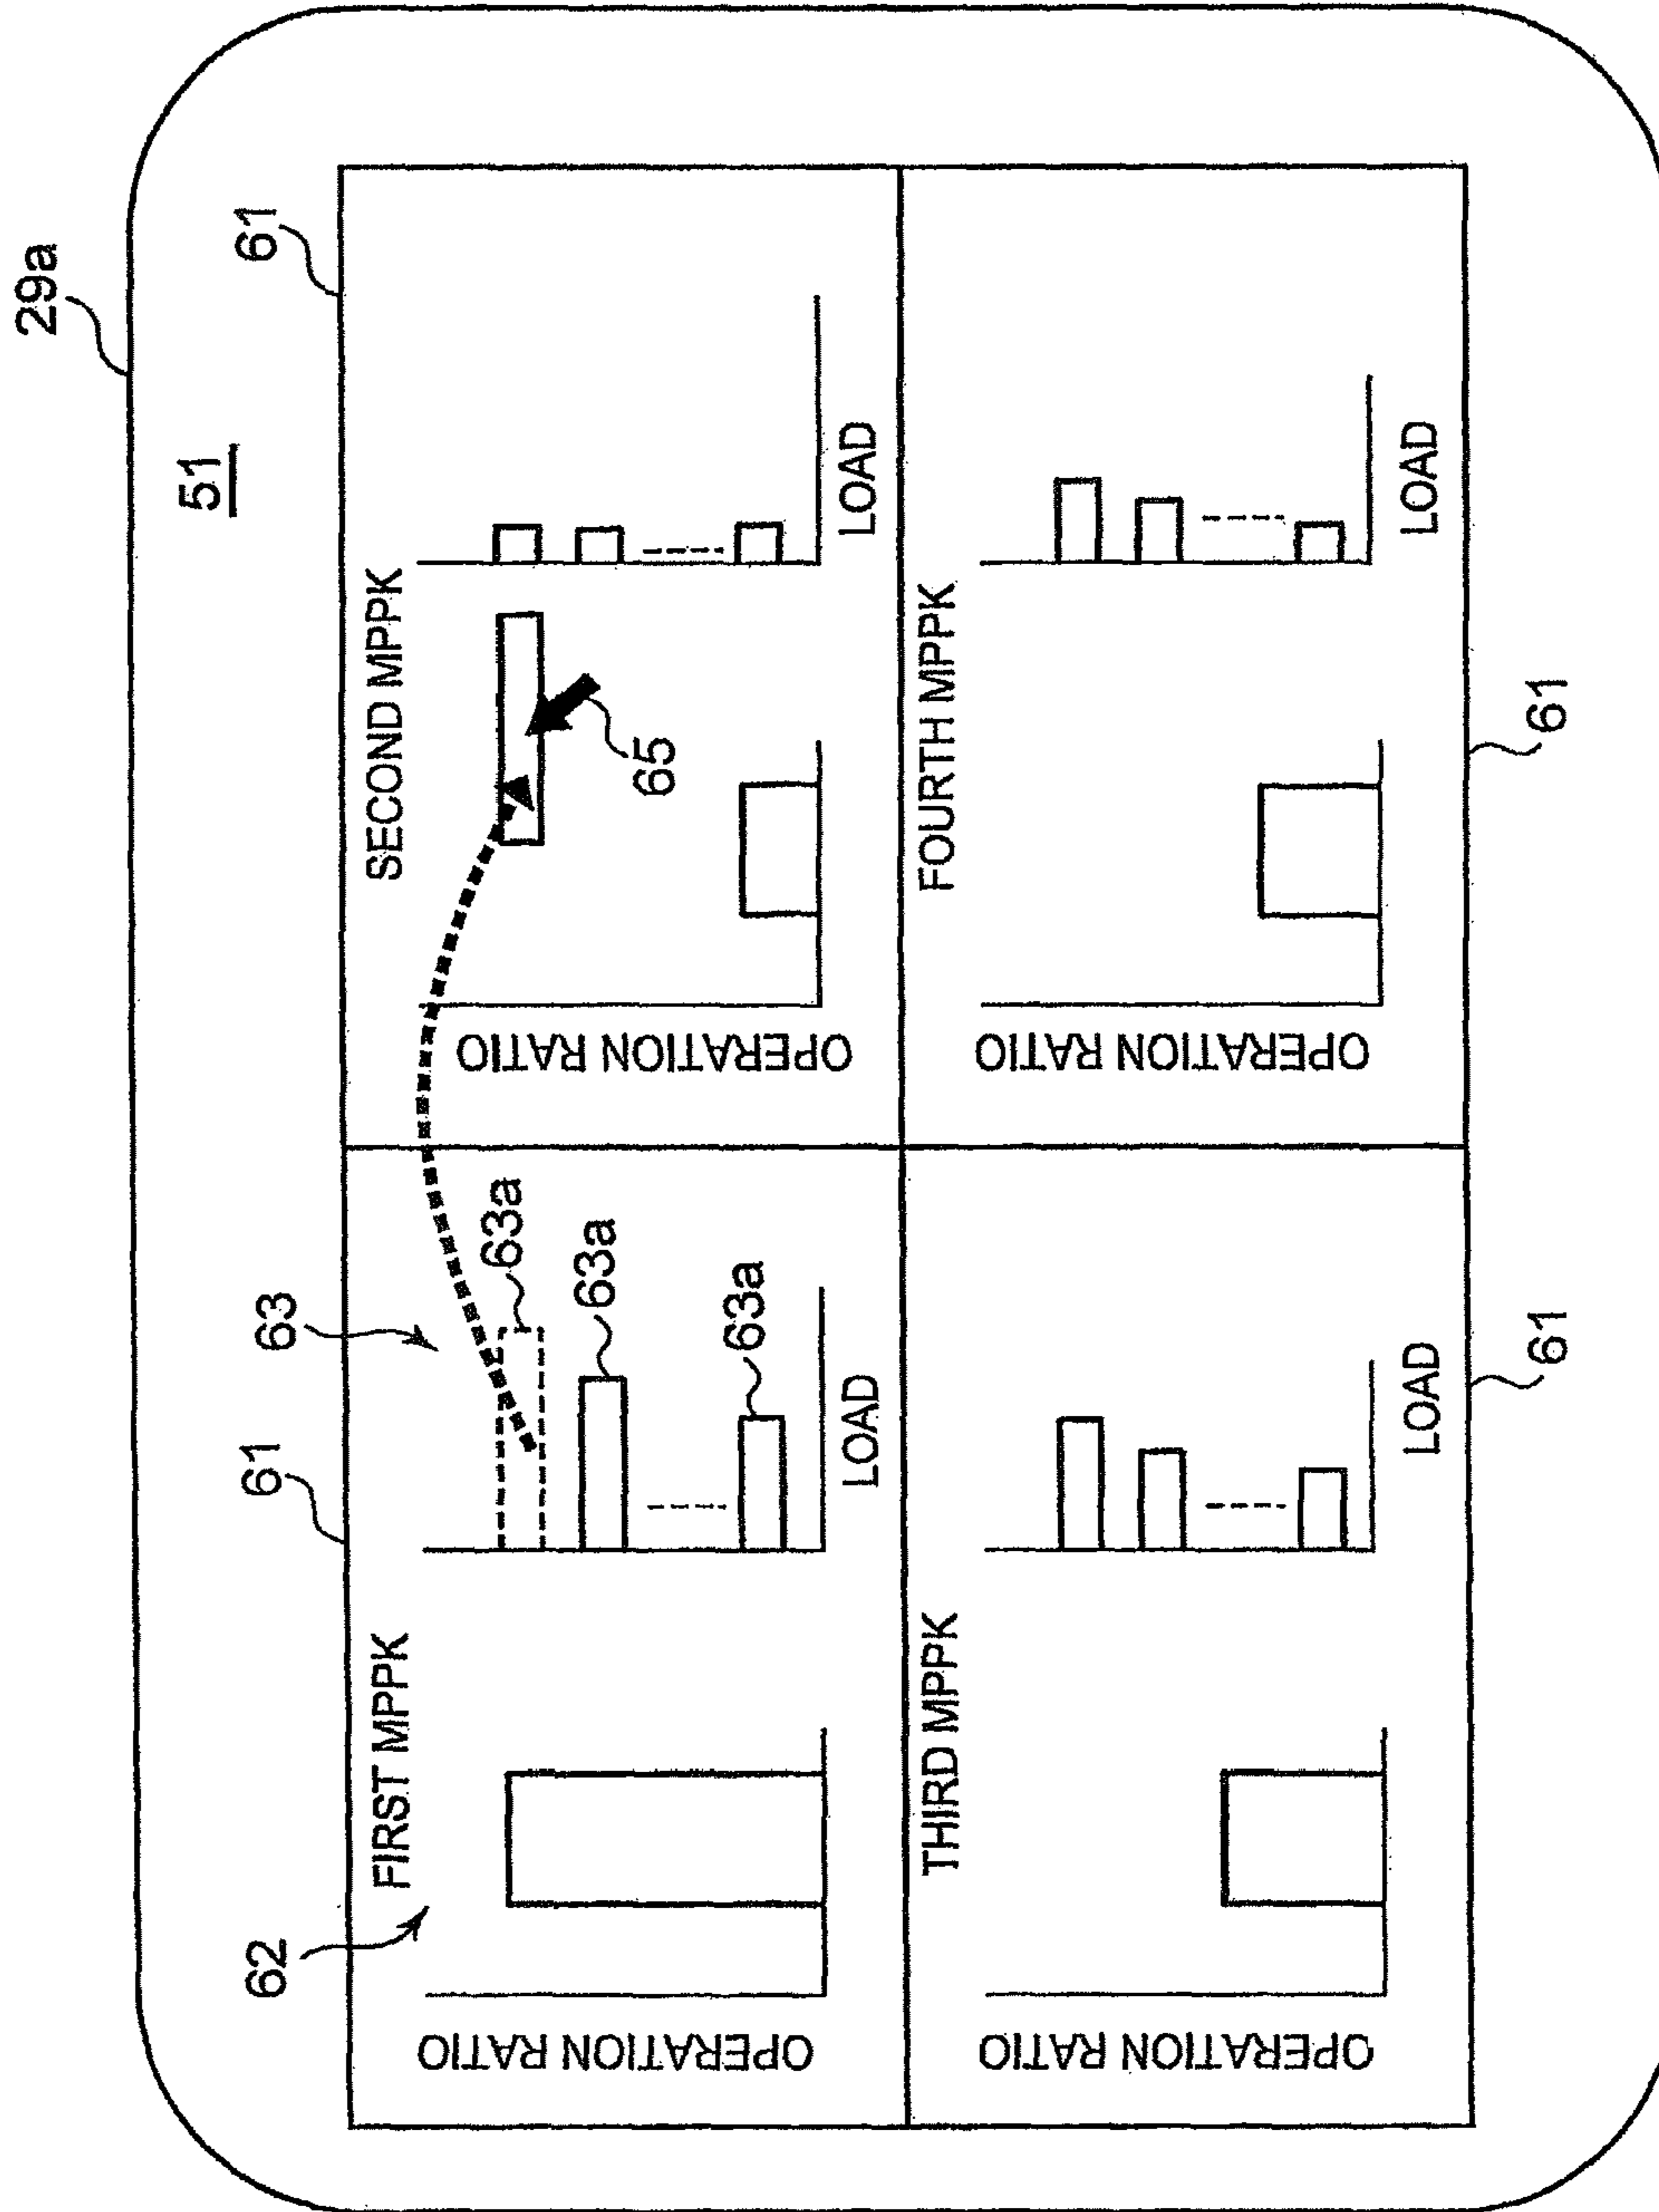 29a
51
62
61
63
61
FIRST MPPK
OPERATION RATIO
63a
63a
63a
LOAD
SECOND MPPK
OPERATION RATIO
65
LOAD
THIRD MPPK
OPERATION RATIO
LOAD
FOURTH MPPK
OPERATION RATIO
LOAD
61
61